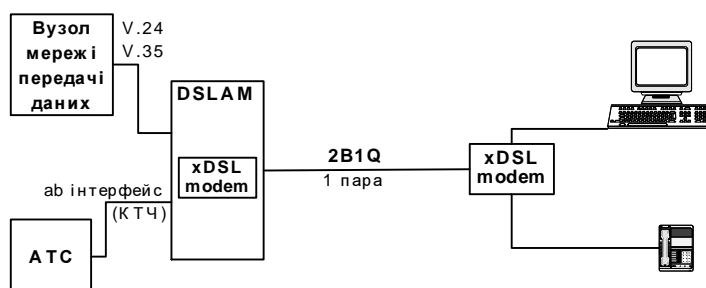 Вузол
мережі
передачі
даних
V.24
V.35
DSLAM
xDSL
modem
2B1Q
1 пара
xDSL
modem
ab інтерфейс
(КТЧ)
АТС